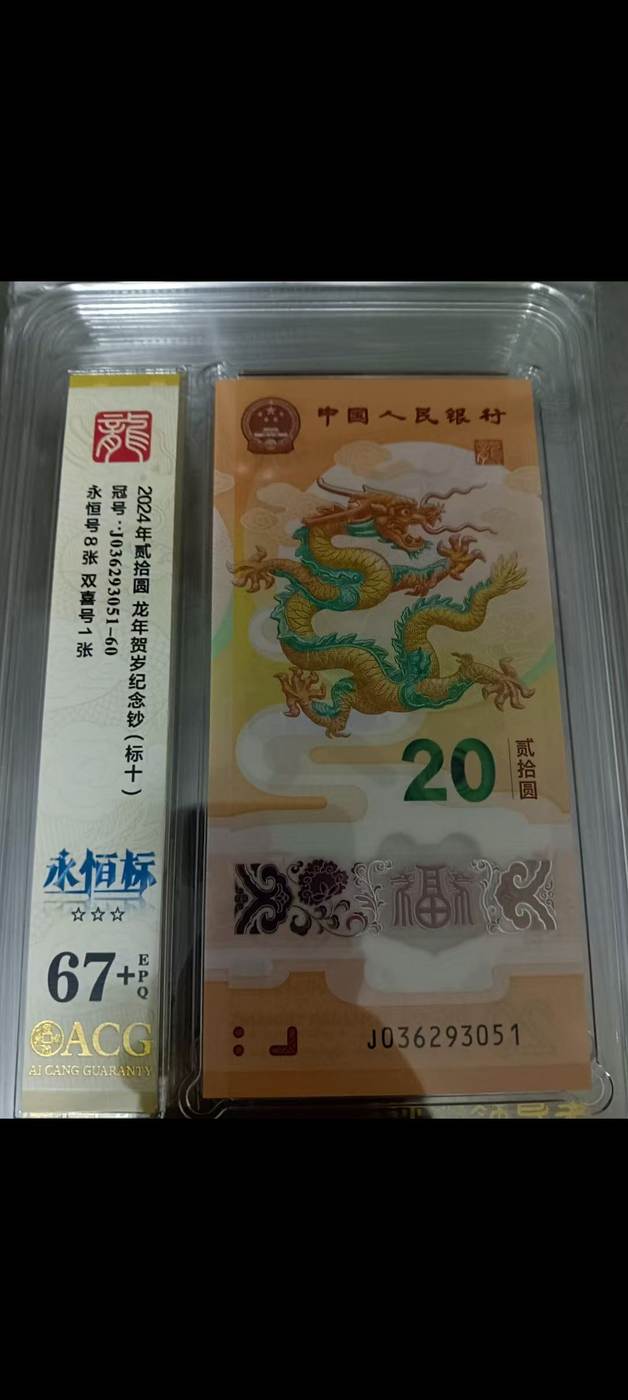 龍
2024年贰拾圆 龙年贺岁纪念钞(标十)
冠号:J036293051-60
永恒号8张 双喜号1张
永恒标
☆☆☆
67+EPQ
ACG
AI CANG GUARANTY
中国人民银行
20
贰拾圆
福
J036293051